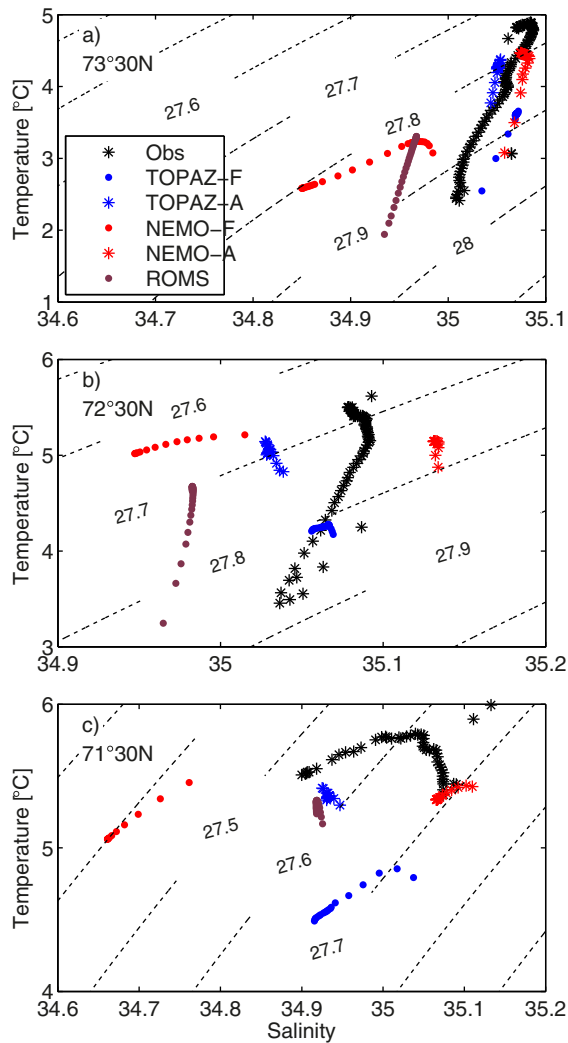 a)
73°30N
5
4
3
2
1
Temperature [°C]
27.6
27.7
27.8
27.9
28
Obs
TOPAZ−F
TOPAZ−A
NEMO−F
NEMO−A
ROMS
34.6 34.7 34.8 34.9 35 35.1
b)
72°30N
6
5
4
3
Temperature [°C]
27.6
27.7
27.8
27.9
34.9 35 35.1 35.2
c)
71°30N
6
5.5
5
4.5
4
Temperature [°C]
27.5
27.6
27.7
34.6 34.7 34.8 34.9 35 35.1 35.2
Salinity